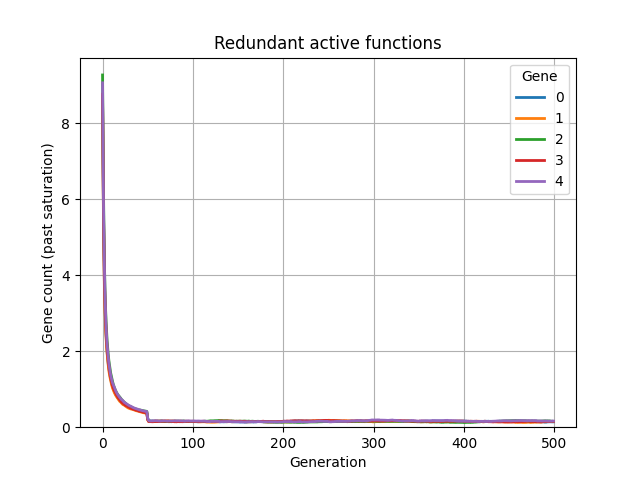 Redundant active functions
Gene count (past saturation)
8
6
4
2
0
Gene
0
1
2
3
4
0 100 200 300 400 500
Generation